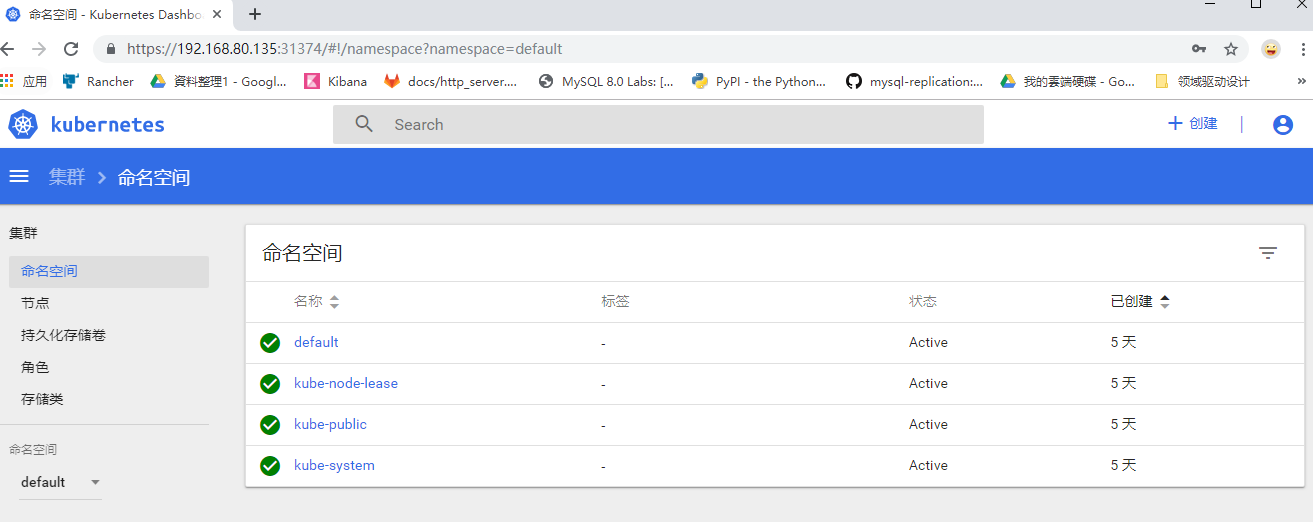 命名空间 - Kubernetes Dashbo
https://192.168.80.135:31374/#!/namespace?namespace=default
应用 Rancher 資料整理1 - Googl... Kibana docs/http_server.... MySQL 8.0 Labs: [... PyPI - the Python... mysql-replication:... 我的雲端硬碟 - Go... 领域驱动设计 »
kubernetes Search + 创建
集群 > 命名空间
集群
命名空间
节点
持久化存储卷
角色
存储类
命名空间
default
命名空间
名称 标签 状态 已创建
default - Active 5 天
kube-node-lease - Active 5 天
kube-public - Active 5 天
kube-system - Active 5 天